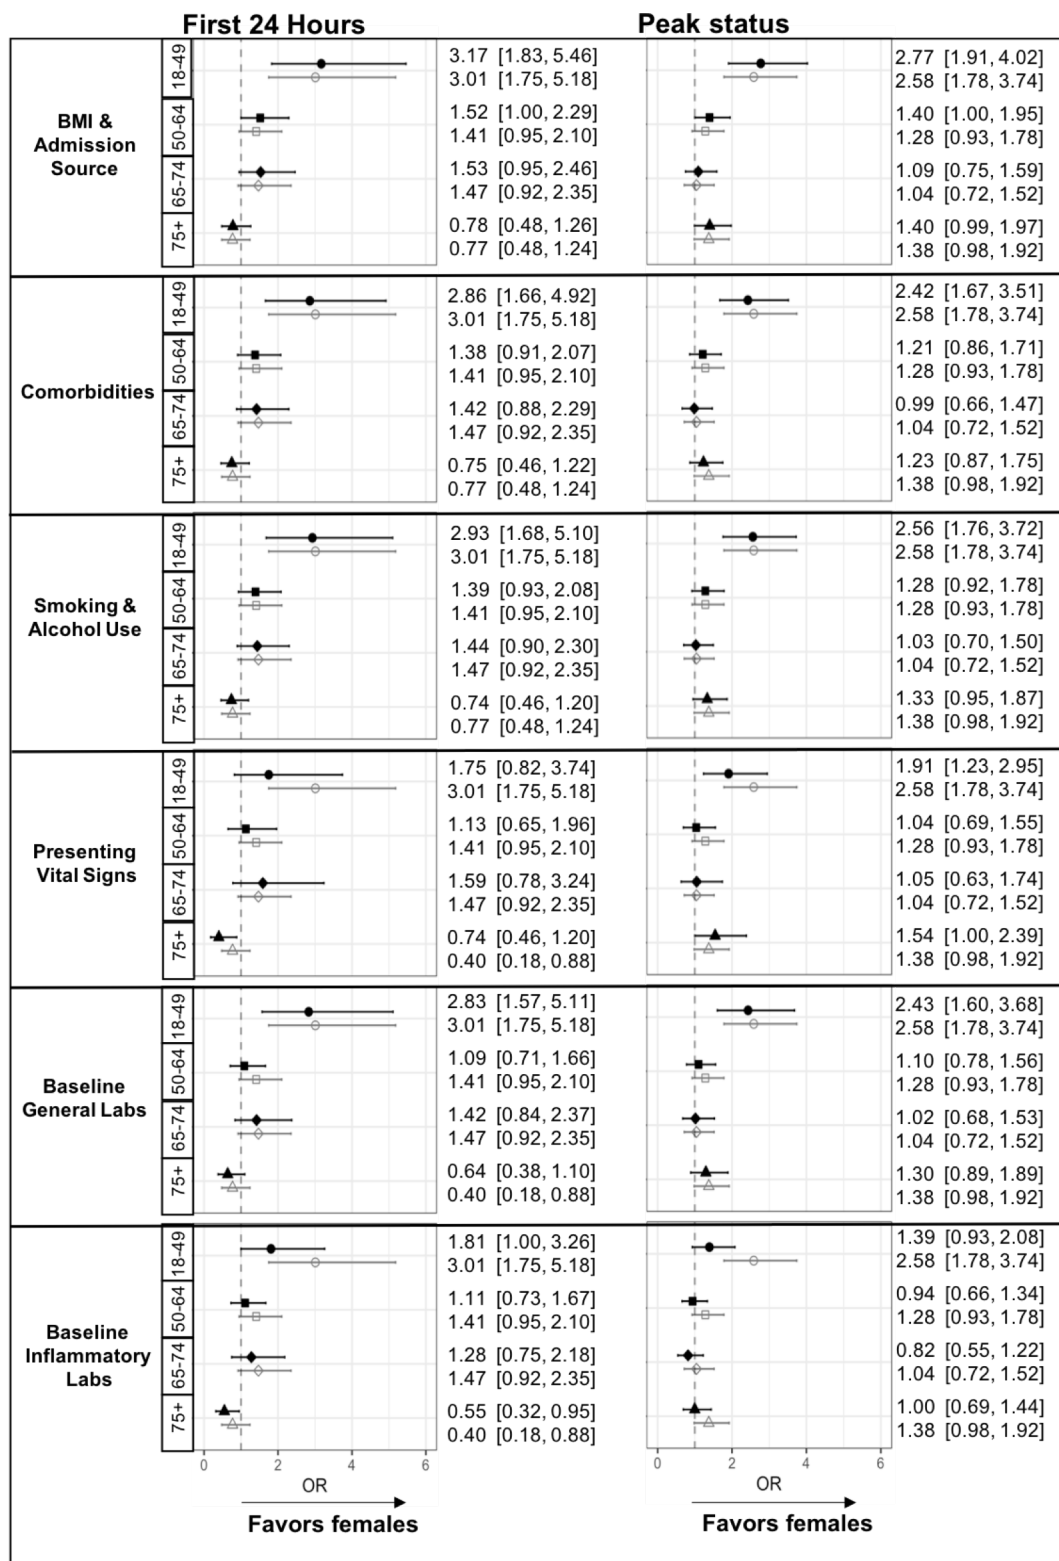 First 24 Hours Peak status
BMI &
Admission
Source
18-49
3.17 [1.83, 5.46]
3.01 [1.75, 5.18]
2.77 [1.91, 4.02]
2.58 [1.78, 3.74]
50-64
1.52 [1.00, 2.29]
1.41 [0.95, 2.10]
1.40 [1.00, 1.95]
1.28 [0.93, 1.78]
65-74
1.53 [0.95, 2.46]
1.47 [0.92, 2.35]
1.09 [0.75, 1.59]
1.04 [0.72, 1.52]
75+
0.78 [0.48, 1.26]
0.77 [0.48, 1.24]
1.40 [0.99, 1.97]
1.38 [0.98, 1.92]
Comorbidities
18-49
2.86 [1.66, 4.92]
3.01 [1.75, 5.18]
2.42 [1.67, 3.51]
2.58 [1.78, 3.74]
50-64
1.38 [0.91, 2.07]
1.41 [0.95, 2.10]
1.21 [0.86, 1.71]
1.28 [0.93, 1.78]
65-74
1.42 [0.88, 2.29]
1.47 [0.92, 2.35]
0.99 [0.66, 1.47]
1.04 [0.72, 1.52]
75+
0.75 [0.46, 1.22]
0.77 [0.48, 1.24]
1.23 [0.87, 1.75]
1.38 [0.98, 1.92]
Smoking &
Alcohol Use
18-49
2.93 [1.68, 5.10]
3.01 [1.75, 5.18]
2.56 [1.76, 3.72]
2.58 [1.78, 3.74]
50-64
1.39 [0.93, 2.08]
1.41 [0.95, 2.10]
1.28 [0.92, 1.78]
1.28 [0.93, 1.78]
65-74
1.44 [0.90, 2.30]
1.47 [0.92, 2.35]
1.03 [0.70, 1.50]
1.04 [0.72, 1.52]
75+
0.74 [0.46, 1.20]
0.77 [0.48, 1.24]
1.33 [0.95, 1.87]
1.38 [0.98, 1.92]
Presenting
Vital Signs
18-49
1.75 [0.82, 3.74]
3.01 [1.75, 5.18]
1.91 [1.23, 2.95]
2.58 [1.78, 3.74]
50-64
1.13 [0.65, 1.96]
1.41 [0.95, 2.10]
1.04 [0.69, 1.55]
1.28 [0.93, 1.78]
65-74
1.59 [0.78, 3.24]
1.47 [0.92, 2.35]
1.05 [0.63, 1.74]
1.04 [0.72, 1.52]
75+
0.74 [0.46, 1.20]
0.40 [0.18, 0.88]
1.54 [1.00, 2.39]
1.38 [0.98, 1.92]
Baseline
General Labs
18-49
2.83 [1.57, 5.11]
3.01 [1.75, 5.18]
2.43 [1.60, 3.68]
2.58 [1.78, 3.74]
50-64
1.09 [0.71, 1.66]
1.41 [0.95, 2.10]
1.10 [0.78, 1.56]
1.28 [0.93, 1.78]
65-74
1.42 [0.84, 2.37]
1.47 [0.92, 2.35]
1.02 [0.68, 1.53]
1.04 [0.72, 1.52]
75+
0.64 [0.38, 1.10]
0.40 [0.18, 0.88]
1.30 [0.89, 1.89]
1.38 [0.98, 1.92]
Baseline
Inflammatory
Labs
18-49
1.81 [1.00, 3.26]
3.01 [1.75, 5.18]
1.39 [0.93, 2.08]
2.58 [1.78, 3.74]
50-64
1.11 [0.73, 1.67]
1.41 [0.95, 2.10]
0.94 [0.66, 1.34]
1.28 [0.93, 1.78]
65-74
1.28 [0.75, 2.18]
1.47 [0.92, 2.35]
0.82 [0.55, 1.22]
1.04 [0.72, 1.52]
75+
0.55 [0.32, 0.95]
0.40 [0.18, 0.88]
1.00 [0.69, 1.44]
1.38 [0.98, 1.92]
0 2 4 6
OR
Favors females
0 2 4 6
OR
Favors females